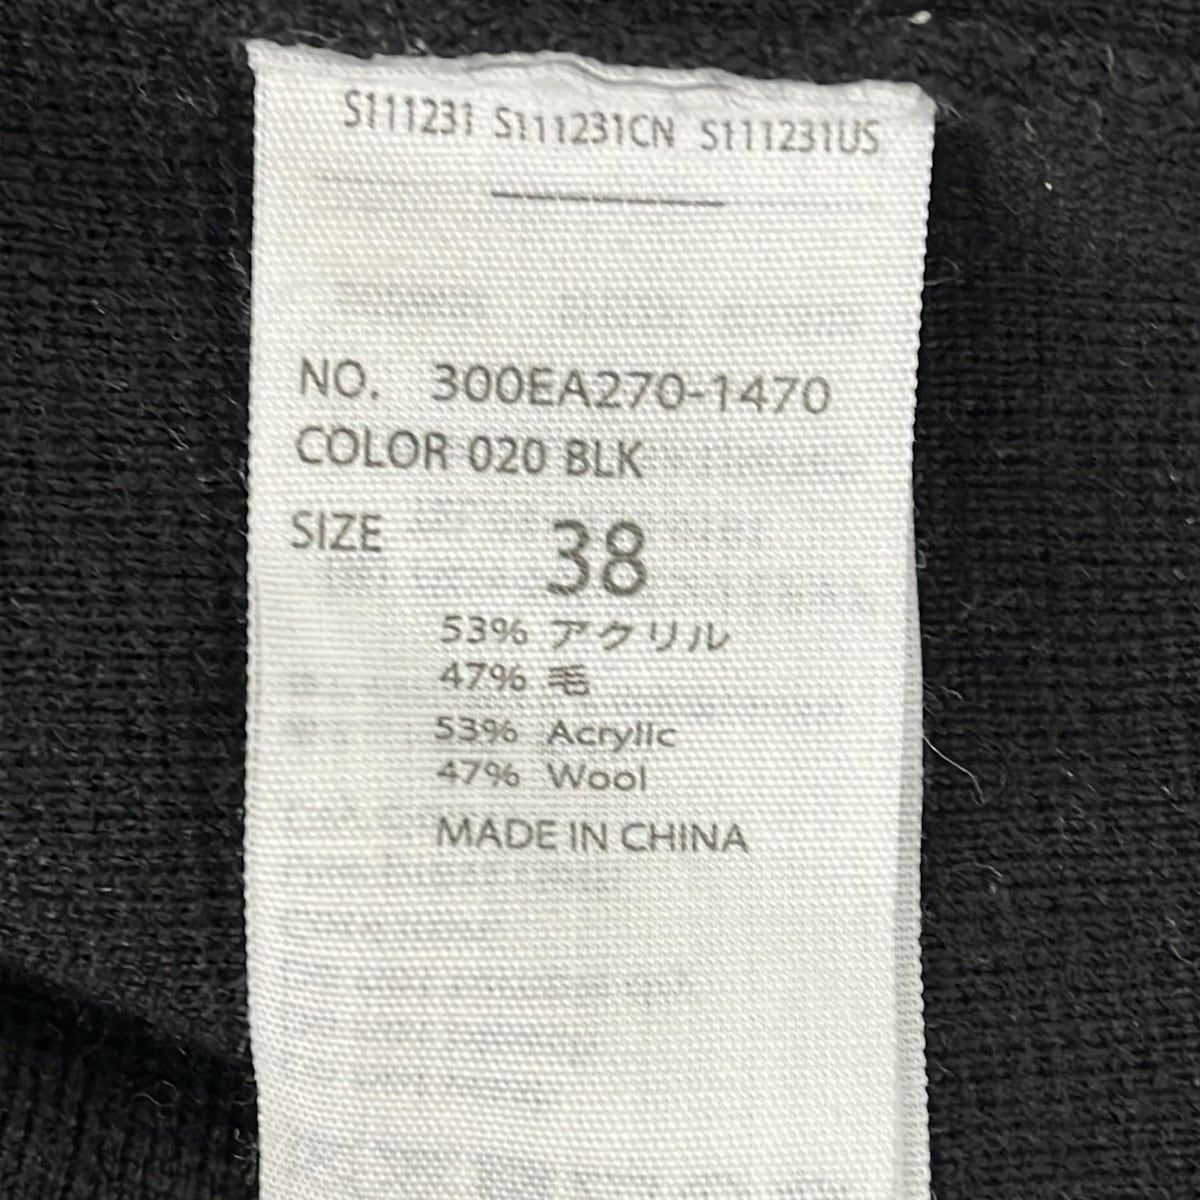 S111231 S111231CN S111231US
NO. 300EA270-1470
COLOR 020 BLK
SIZE 38
53% アクリル
47% 毛
53% Acrylic
47% Wool
MADE IN CHINA